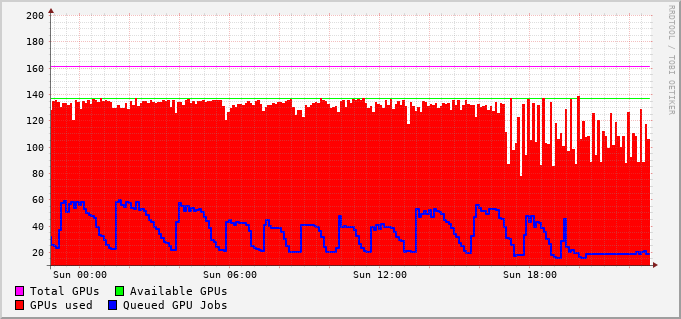 RRDTOOL / TOBI OETIKER
200
180
160
140
120
100
80
60
40
20
Sun 00:00 Sun 06:00 Sun 12:00 Sun 18:00
Total GPUs Available GPUs
GPUs used Queued GPU Jobs